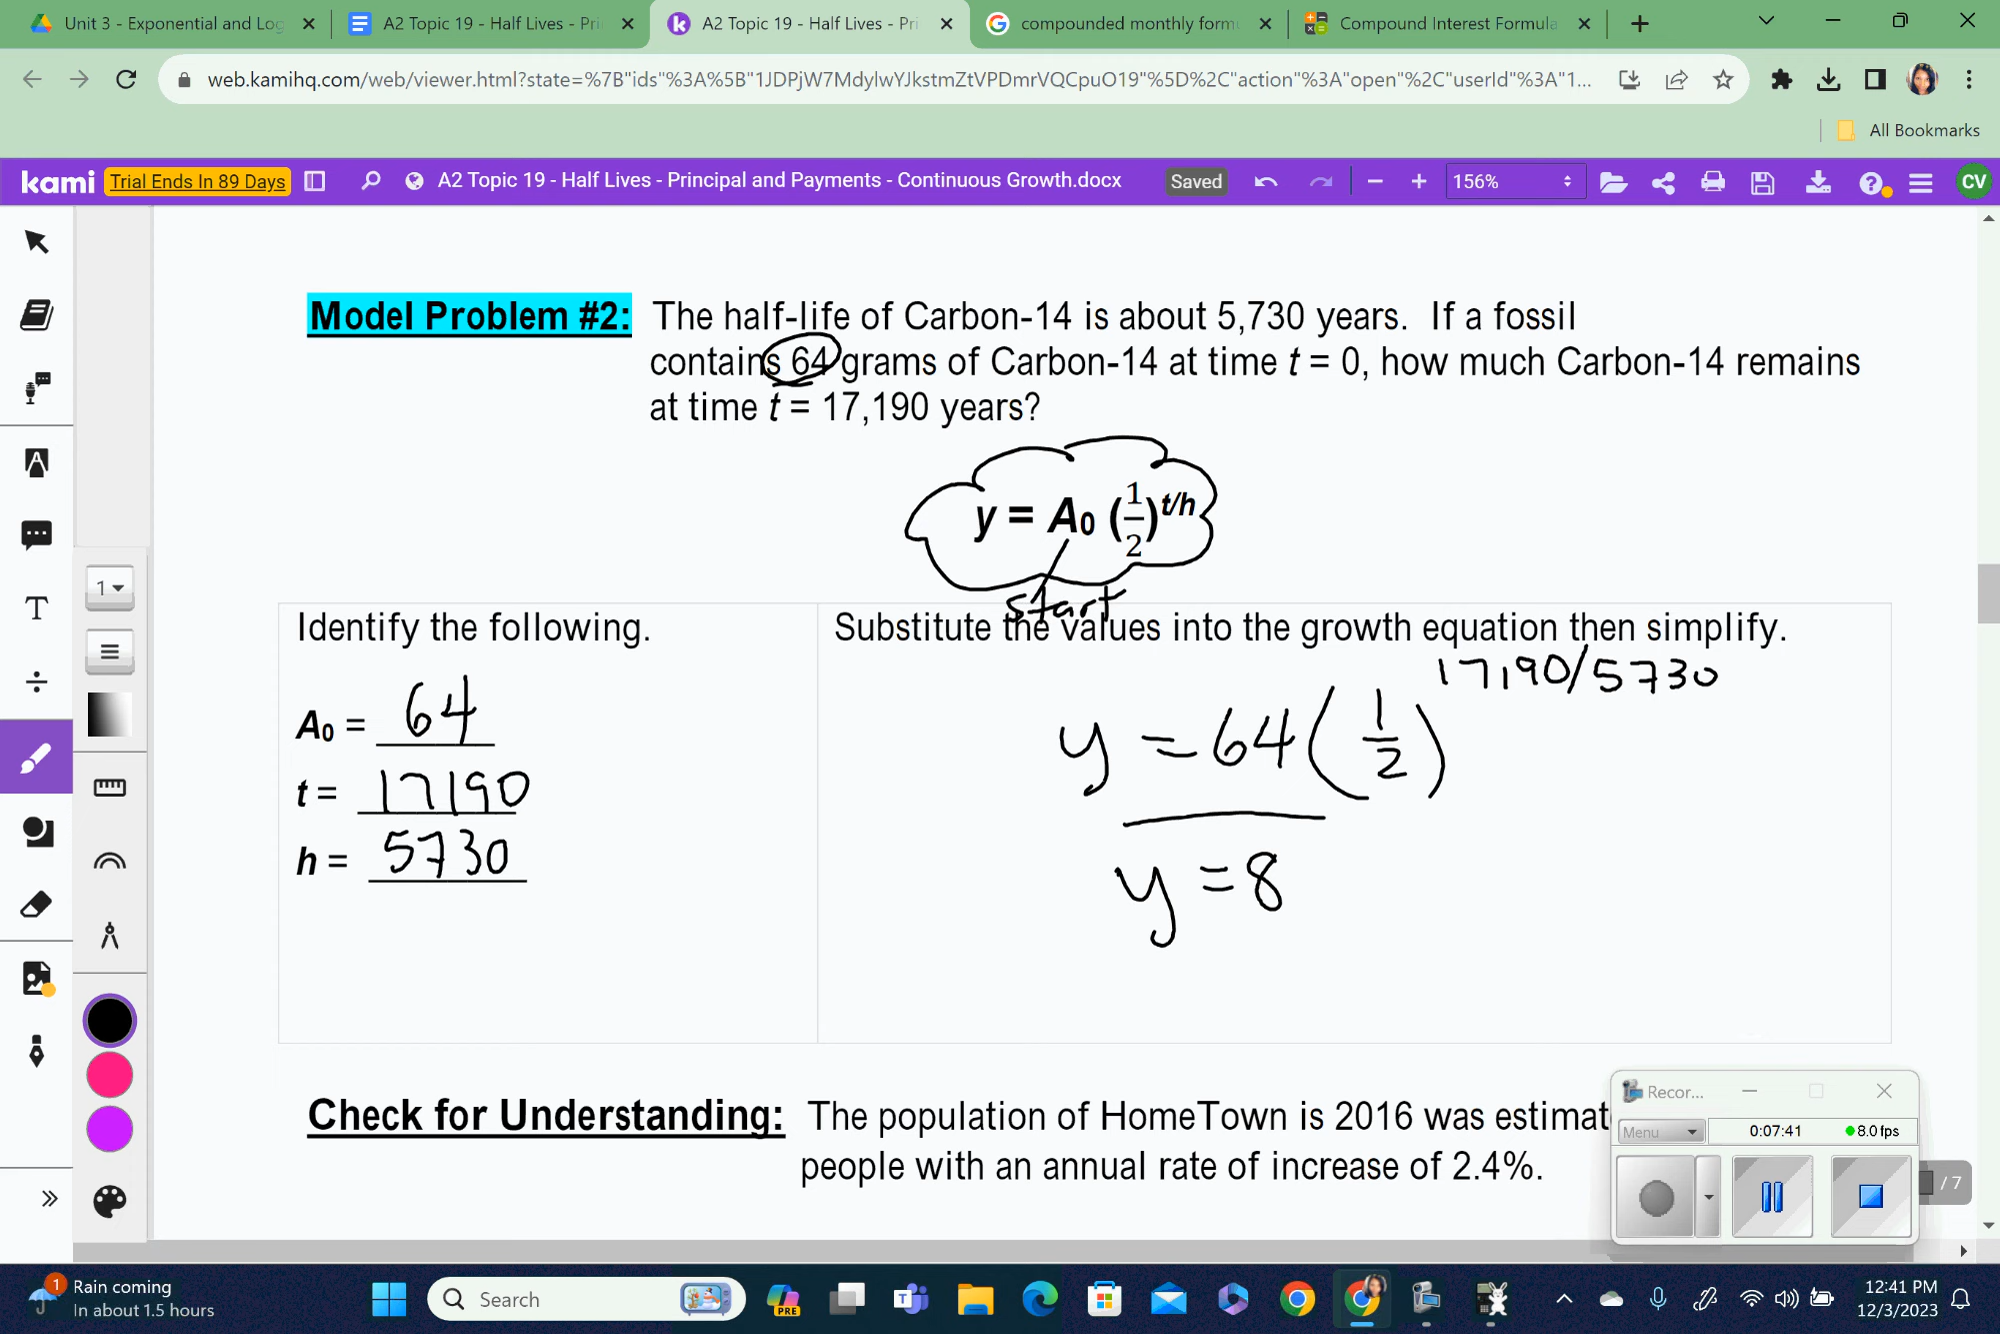 Unit 3 - Exponential and Log
A2 Topic 19 - Half Lives - Pri
A2 Topic 19 - Half Lives - Pri
compounded monthly form
Compound Interest Formula
web.kamihq.com/web/viewer.html?state=%7B"ids"%3A%5B"1JDPjW7MdylwYJkstmZtVPDmrVQCpuO19"%5D%2C"action"%3A"open"%2C"userId"%3A"1...
All Bookmarks
kami Trial Ends In 89 Days A2 Topic 19 - Half Lives - Principal and Payments - Continuous Growth.docx Saved 156% CV
Model Problem #2: The half-life of Carbon-14 is about 5,730 years. If a fossil
contains 64 grams of Carbon-14 at time t = 0, how much Carbon-14 remains
at time t = 17,190 years?
y = A0 (1/2)^t/h
start
Identify the following.
A0 = 64
t = 17190
h = 5730
Substitute the values into the growth equation then simplify.
y = 64 (1/2)^17190/5730
y = 8
1
Check for Understanding: The population of HomeTown is 2016 was estimat
people with an annual rate of increase of 2.4%.
Recor...
Menu 0:07:41 8.0 fps
/ 7
1
Rain coming
In about 1.5 hours
Search
PRE
12:41 PM
12/3/2023